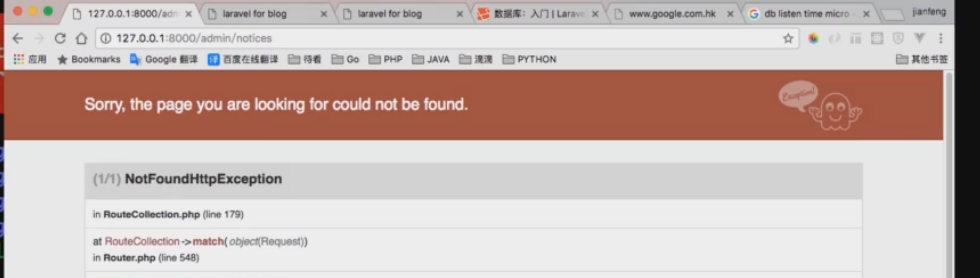 127.0.0.1:8000/adm
laravel for blog
laravel for blog
数据库：入门 | Larave
www.google.com.hk
db listen time micro
jianfeng
127.0.0.1:8000/admin/notices
应用 Bookmarks Google 翻译 百度在线翻译 待看 Go PHP JAVA 滴滴 PYTHON 其他书签
Sorry, the page you are looking for could not be found.
Exception!
(1/1) NotFoundHttpException
in RouteCollection.php (line 179)
at RouteCollection->match(object(Request))
in Router.php (line 548)